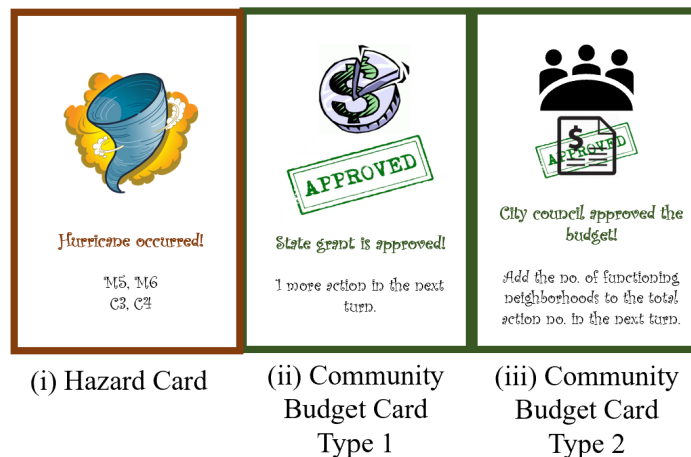 Hurricane occurred!
M5, M6
C3, C4
(i) Hazard Card
APPROVED
State grant is approved!
1 more action in the next
turn.
(ii) Community
Budget Card
Type 1
$
APPROVED
City council approved the
budget!
Add the no. of functioning
neighborhoods to the total
action no. in the next turn.
(iii) Community
Budget Card
Type 2